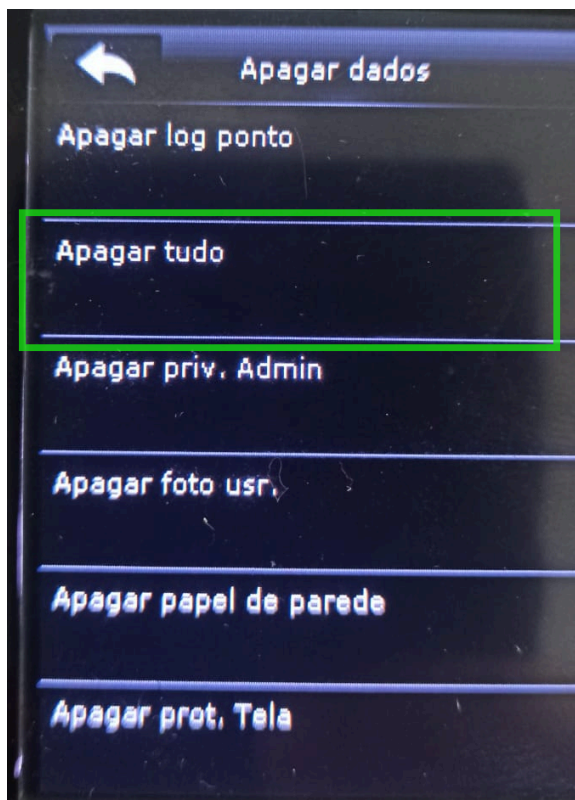 Apagar dados
Apagar log ponto
Apagar tudo
Apagar priv. Admin
Apagar foto usr.
Apagar papel de parede
Apagar prot. Tela